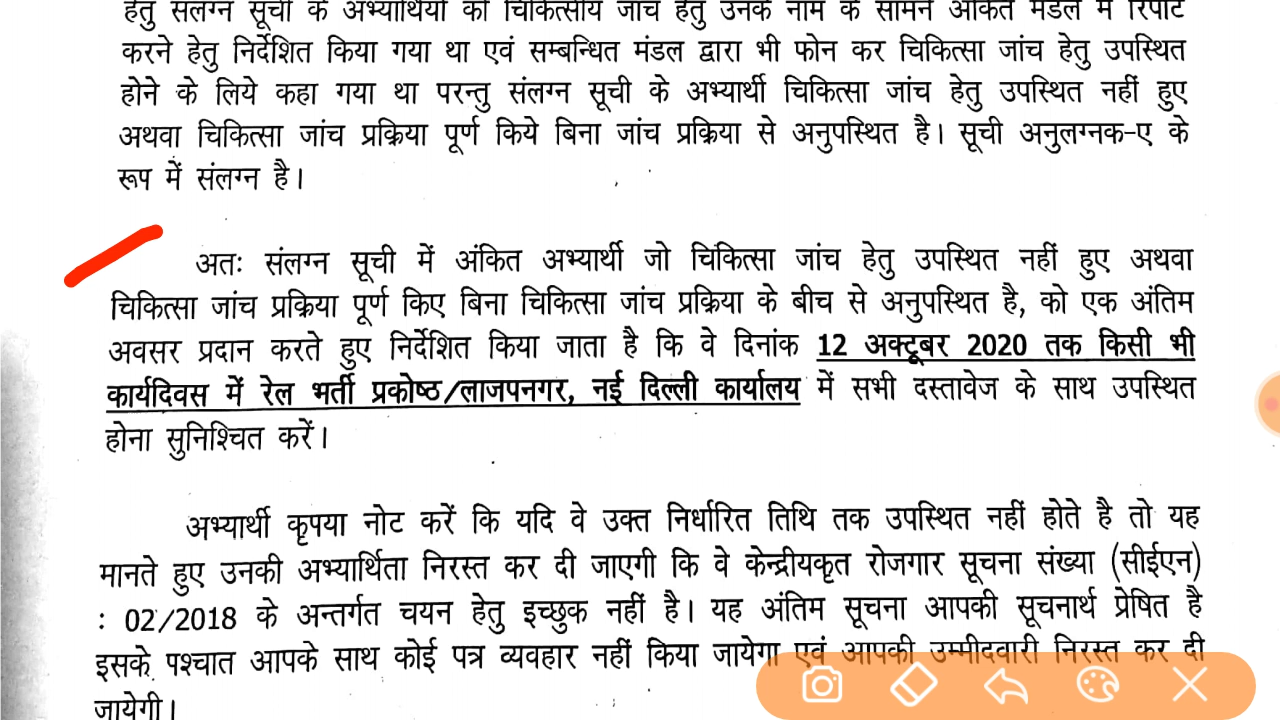 हेतु संलग्न सूची के अभ्यार्थियों को चिकित्सीय जांच हेतु उनके नाम के सामने अंकित मंडल में रिपोर्ट
करने हेतु निर्देशित किया गया था एवं सम्बन्धित मंडल द्वारा भी फोन कर चिकित्सा जांच हेतु उपस्थित
होने के लिये कहा गया था परन्तु संलग्न सूची के अभ्यार्थी चिकित्सा जांच हेतु उपस्थित नहीं हुए
अथवा चिकित्सा जांच प्रक्रिया पूर्ण किये बिना जांच प्रक्रिया से अनुपस्थित है। सूची अनुलग्नक-ए के
रूप में संलग्न है।
अतः संलग्न सूची में अंकित अभ्यार्थी जो चिकित्सा जांच हेतु उपस्थित नहीं हुए अथवा
चिकित्सा जांच प्रक्रिया पूर्ण किए बिना चिकित्सा जांच प्रक्रिया के बीच से अनुपस्थित है, को एक अंतिम
अवसर प्रदान करते हुए निर्देशित किया जाता है कि वे दिनांक 12 अक्टूबर 2020 तक किसी भी
कार्यदिवस में रेल भर्ती प्रकोष्ठ/लाजपनगर, नई दिल्ली कार्यालय में सभी दस्तावेज के साथ उपस्थित
होना सुनिश्चित करें।
अभ्यार्थी कृपया नोट करें कि यदि वे उक्त निर्धारित तिथि तक उपस्थित नहीं होते है तो यह
मानते हुए उनकी अभ्यार्थिता निरस्त कर दी जाएगी कि वे केन्द्रीयकृत रोजगार सूचना संख्या (सीईएन)
: 02/2018 के अन्तर्गत चयन हेतु इच्छुक नहीं है। यह अंतिम सूचना आपकी सूचनार्थ प्रेषित है
इसके पश्चात आपके साथ कोई पत्र व्यवहार नहीं किया जायेगा एवं आपकी उम्मीदवारी निरस्त कर दी
जायेगी।